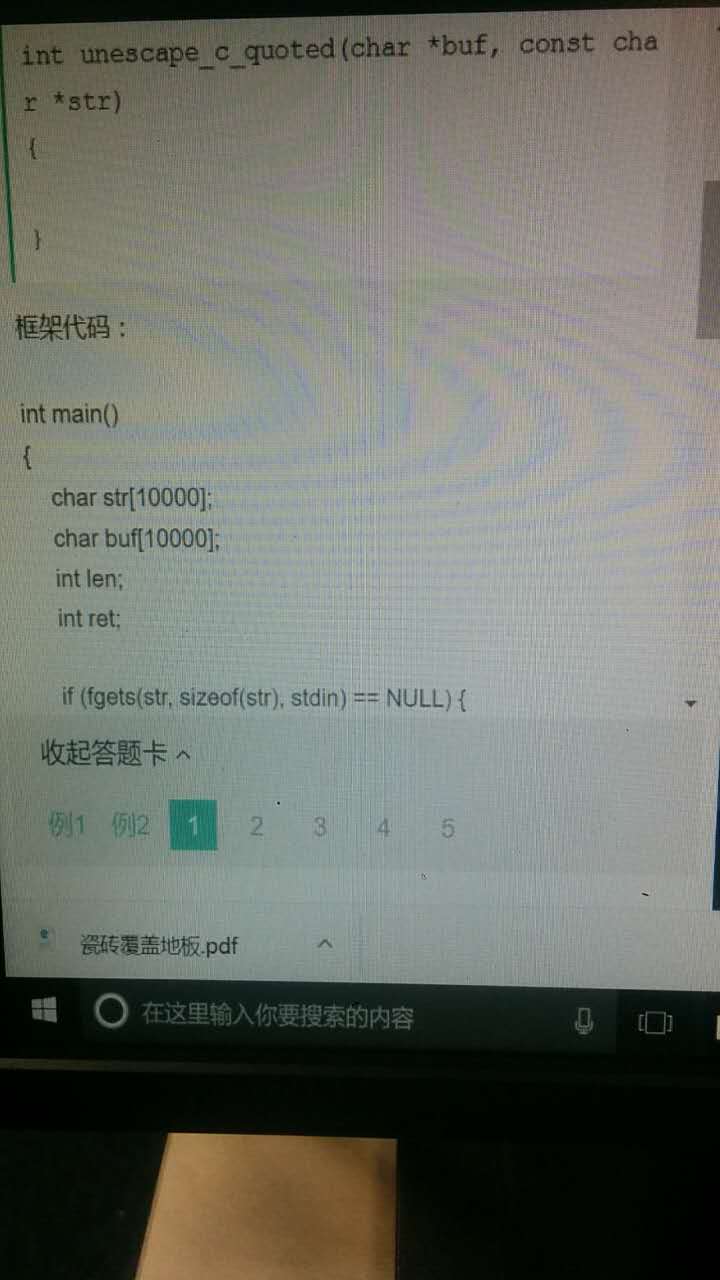 int unescape_c_quoted(char *buf, const cha
r *str)
{
}
框架代码：
int main()
{
char str[10000];
char buf[10000];
int len;
int ret;
if (fgets(str, sizeof(str), stdin) == NULL) {
收起答题卡
例1 例2 1 2 3 4 5
瓷砖覆盖地板.pdf
在这里输入你要搜索的内容